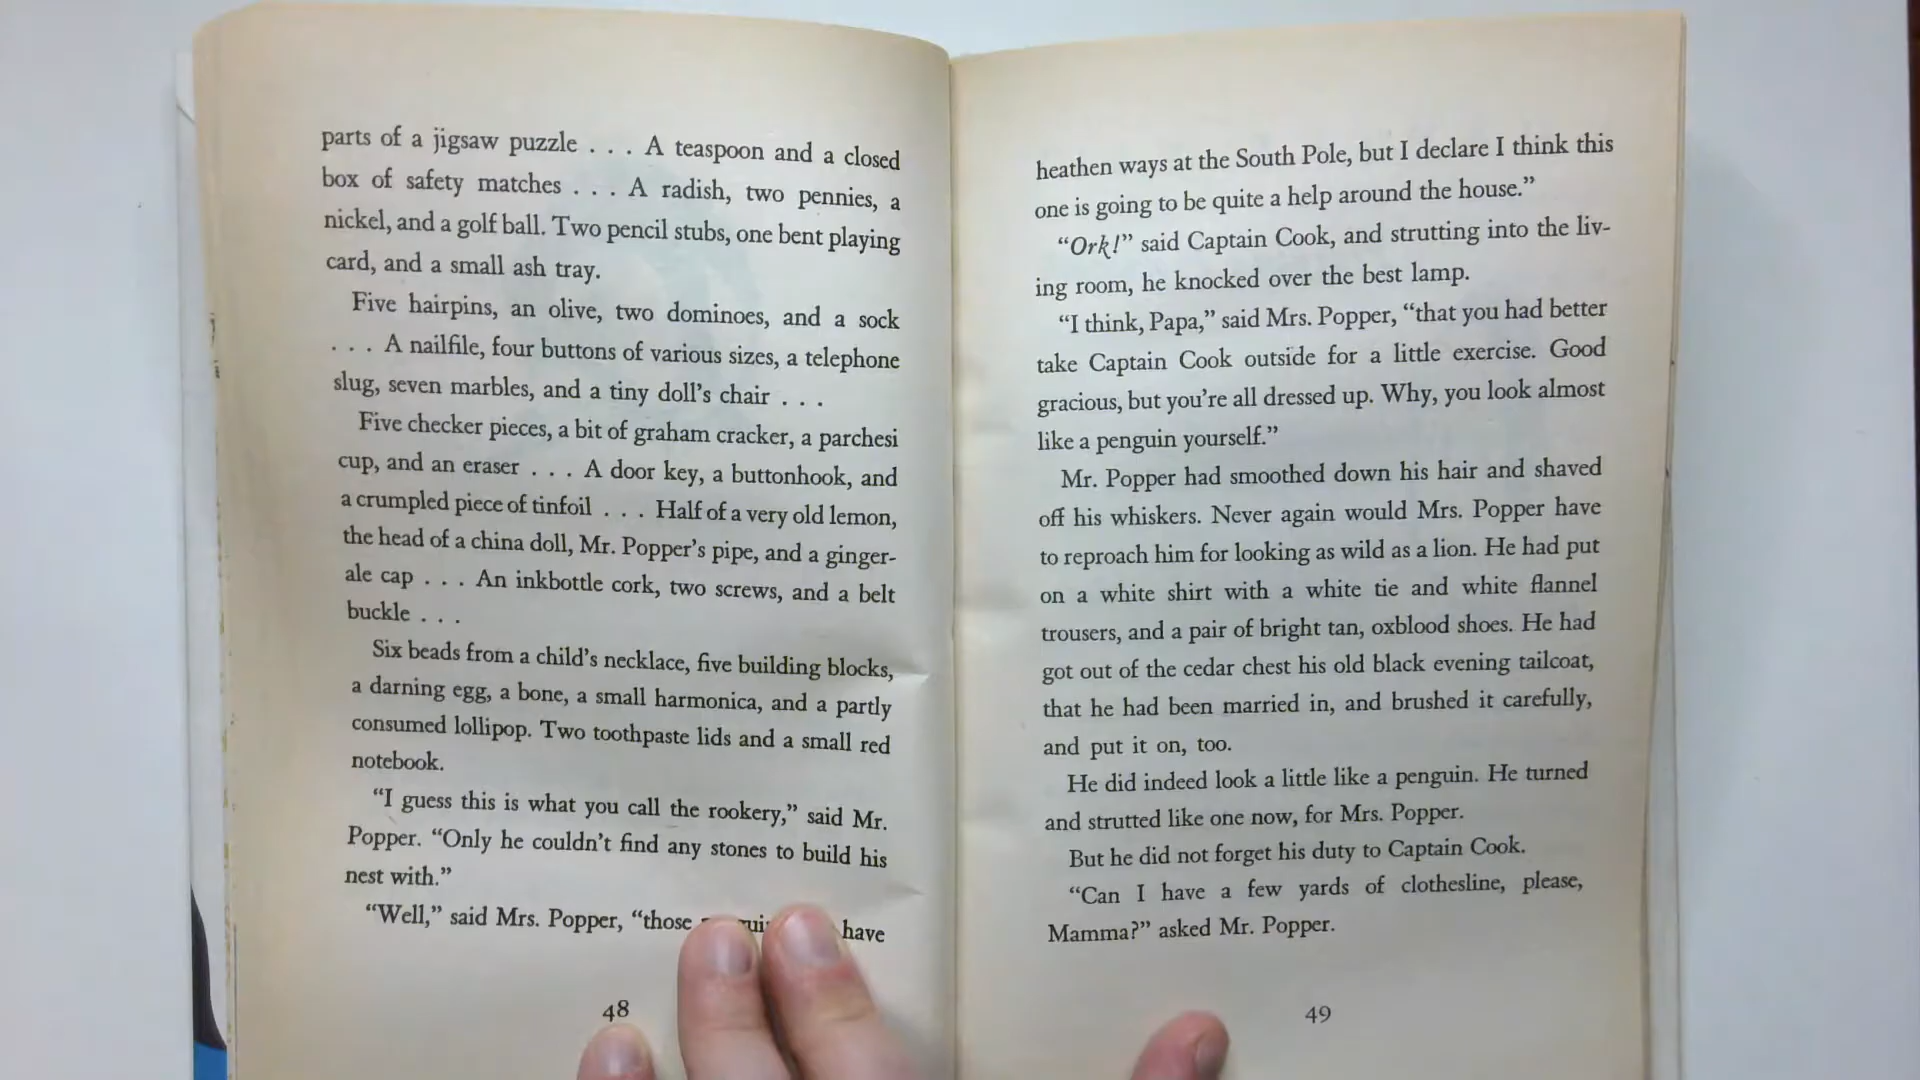 parts of a jigsaw puzzle . . . A teaspoon and a closed
box of safety matches . . . A radish, two pennies, a
nickel, and a golf ball. Two pencil stubs, one bent playing
card, and a small ash tray.
Five hairpins, an olive, two dominoes, and a sock
. . . A nailfile, four buttons of various sizes, a telephone
slug, seven marbles, and a tiny doll's chair . . .
Five checker pieces, a bit of graham cracker, a parchesi
cup, and an eraser . . . A door key, a buttonhook, and
a crumpled piece of tinfoil . . . Half of a very old lemon,
the head of a china doll, Mr. Popper's pipe, and a ginger-
ale cap . . . An inkbottle cork, two screws, and a belt
buckle . . .
Six beads from a child's necklace, five building blocks,
a darning egg, a bone, a small harmonica, and a partly
consumed lollipop. Two toothpaste lids and a small red
notebook.
“I guess this is what you call the rookery,” said Mr.
Popper. “Only he couldn't find any stones to build his
nest with.”
“Well,” said Mrs. Popper, “those have
48
heathen ways at the South Pole, but I declare I think this
one is going to be quite a help around the house.”
“Ork!” said Captain Cook, and strutting into the liv-
ing room, he knocked over the best lamp.
“I think, Papa,” said Mrs. Popper, “that you had better
take Captain Cook outside for a little exercise. Good
gracious, but you're all dressed up. Why, you look almost
like a penguin yourself.”
Mr. Popper had smoothed down his hair and shaved
off his whiskers. Never again would Mrs. Popper have
to reproach him for looking as wild as a lion. He had put
on a white shirt with a white tie and white flannel
trousers, and a pair of bright tan, oxblood shoes. He had
got out of the cedar chest his old black evening tailcoat,
that he had been married in, and brushed it carefully,
and put it on, too.
He did indeed look a little like a penguin. He turned
and strutted like one now, for Mrs. Popper.
But he did not forget his duty to Captain Cook.
“Can I have a few yards of clothesline, please,
Mamma?” asked Mr. Popper.
49